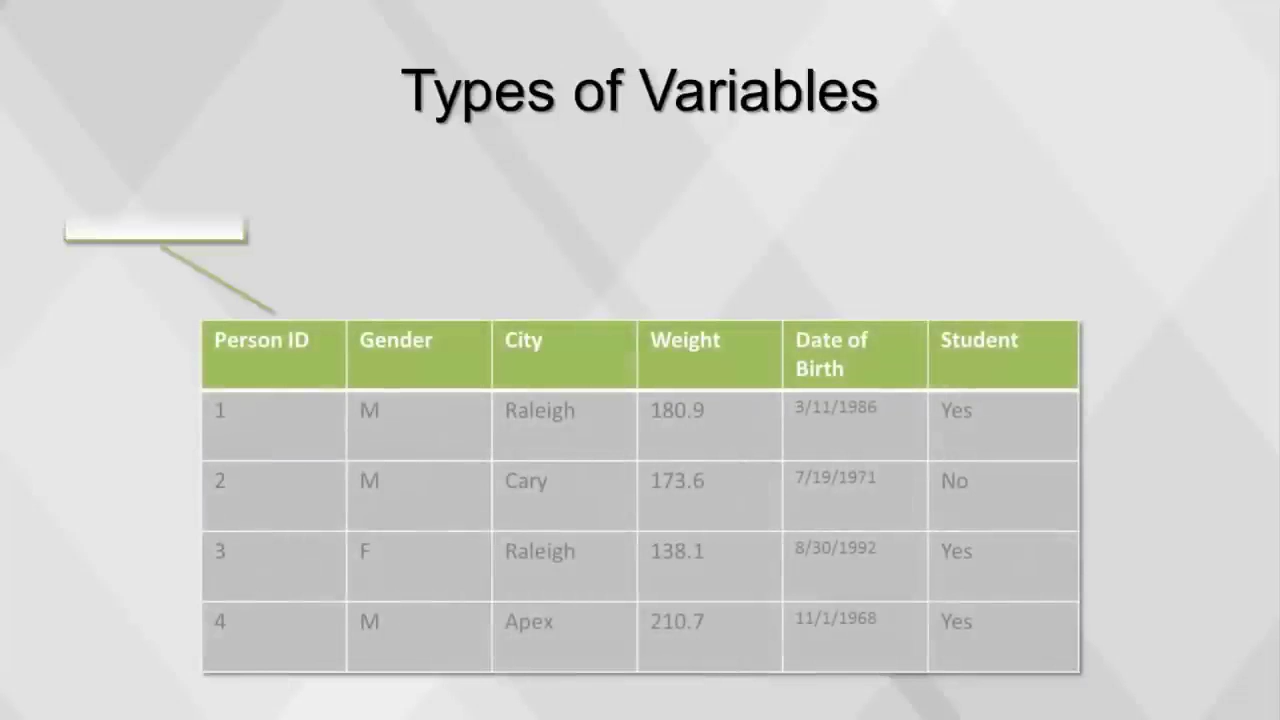 Types of Variables
Person ID Gender City Weight Date of Birth Student
1 M Raleigh 180.9 3/11/1986 Yes
2 M Cary 173.6 7/19/1971 No
3 F Raleigh 138.1 8/30/1992 Yes
4 M Apex 210.7 11/1/1968 Yes